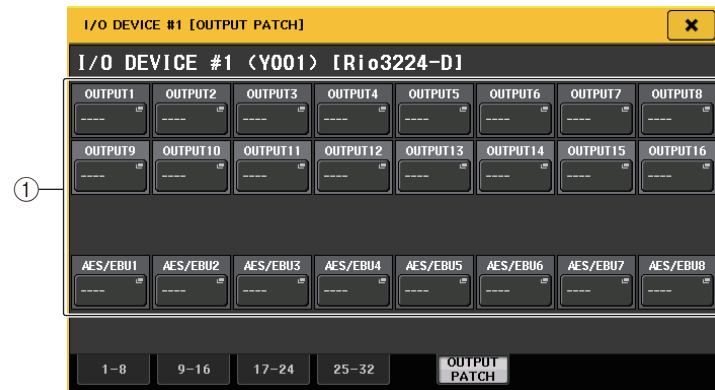 I/O DEVICE #1 [OUTPUT PATCH]
I/O DEVICE #1 (Y001) [Rio3224-D]
OUTPUT1 OUTPUT2 OUTPUT3 OUTPUT4 OUTPUT5 OUTPUT6 OUTPUT7 OUTPUT8
---- ---- ---- ---- ---- ---- ---- ----
OUTPUT9 OUTPUT10 OUTPUT11 OUTPUT12 OUTPUT13 OUTPUT14 OUTPUT15 OUTPUT16
---- ---- ---- ---- ---- ---- ---- ----
①
AES/EBU1 AES/EBU2 AES/EBU3 AES/EBU4 AES/EBU5 AES/EBU6 AES/EBU7 AES/EBU8
---- ---- ---- ---- ---- ---- ---- ----
1-8 9-16 17-24 25-32 OUTPUT
PATCH